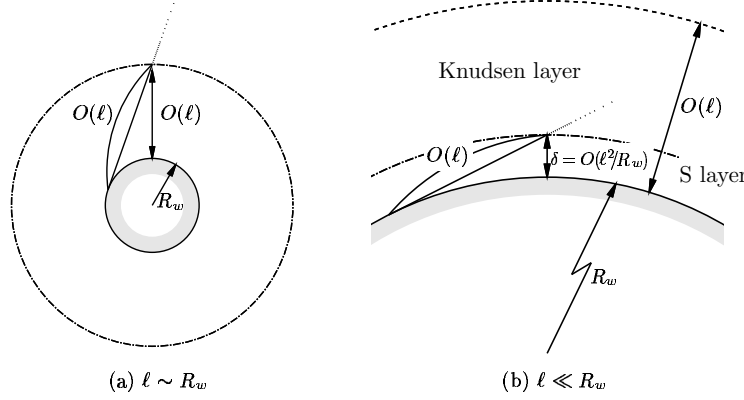 O(ℓ)
O(ℓ)
R_w
(a) ℓ ∼ R_w
Knudsen layer
O(ℓ)
O(ℓ)
δ = O(ℓ²/R_w)
S layer
R_w
(b) ℓ ≪ R_w